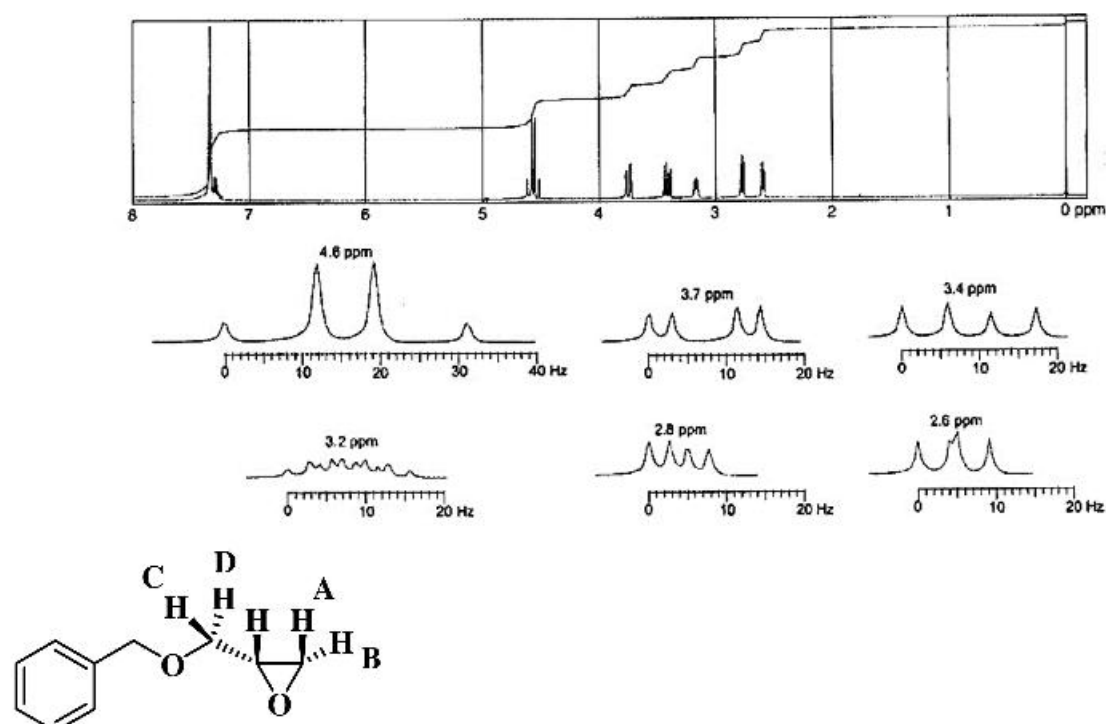 8 7 6 5 4 3 2 1 0 ppm
4.6 ppm
3.7 ppm
3.4 ppm
0 10 20 30 40 Hz
0 10 20 Hz
0 10 20 Hz
3.2 ppm
2.8 ppm
2.6 ppm
0 10 20 Hz
0 10 20 Hz
0 10 20 Hz
C D A
H H H H
H B
O O